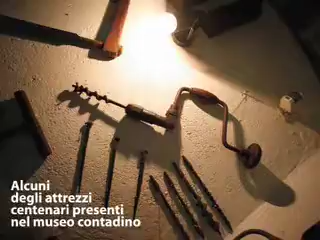 Alcuni
degli attrezzi
centenari presenti
nel museo contadino